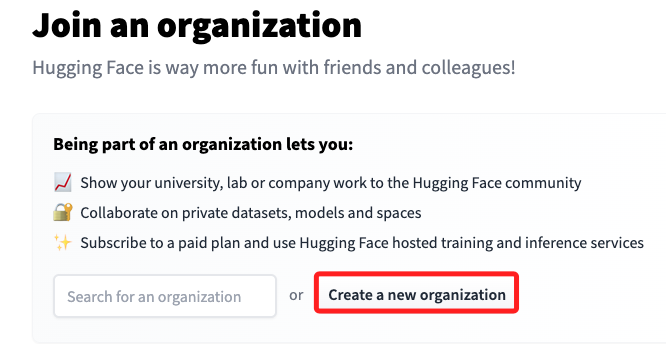 Join an organization
Hugging Face is way more fun with friends and colleagues!
Being part of an organization lets you:
Show your university, lab or company work to the Hugging Face community
Collaborate on private datasets, models and spaces
Subscribe to a paid plan and use Hugging Face hosted training and inference services
Search for an organization or Create a new organization